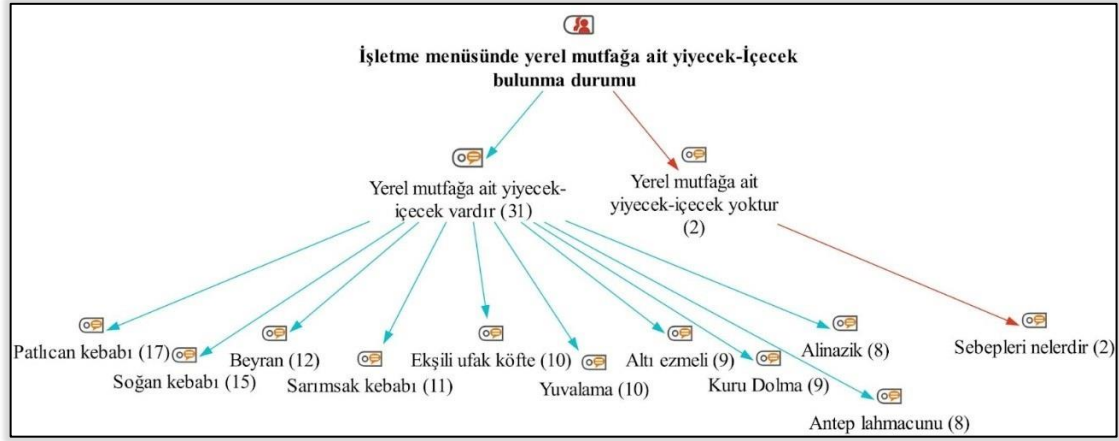 İşletme menüsünde yerel mutfağa ait yiyecek-İçecek
bulunma durumu
Yerel mutfağa ait yiyecek-
içecek vardır (31)
Yerel mutfağa ait
yiyecek-içecek yoktur
(2)
Patlıcan kebabı (17)
Soğan kebabı (15)
Beyran (12)
Sarımsak kebabı (11)
Ekşili ufak köfte (10)
Yuvalama (10)
Altı ezmeli (9)
Kuru Dolma (9)
Alinazik (8)
Antep lahmacunu (8)
Sebepleri nelerdir (2)